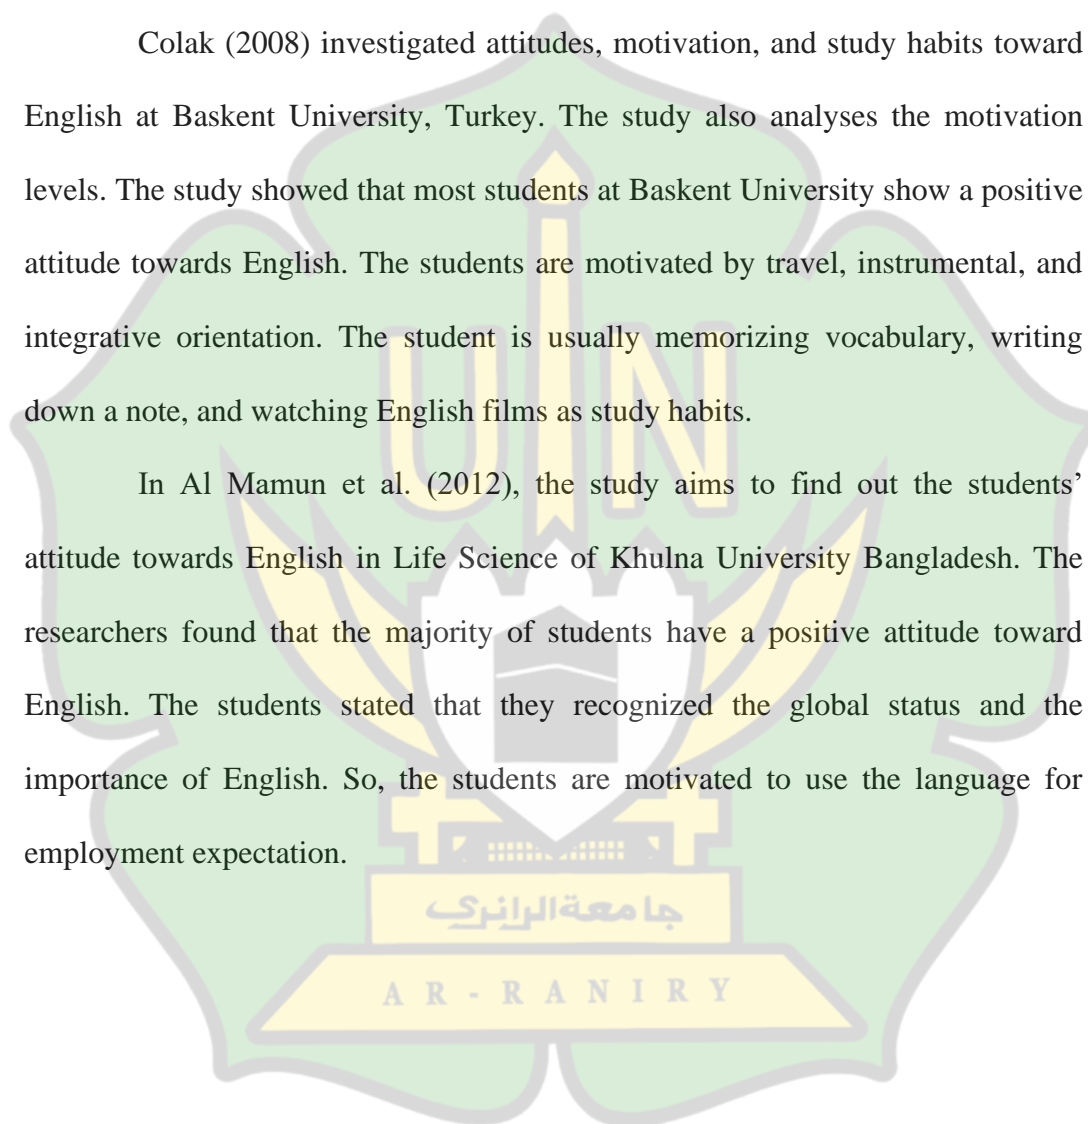 Colak (2008) investigated attitudes, motivation, and study habits toward
English at Baskent University, Turkey. The study also analyses the motivation
levels. The study showed that most students at Baskent University show a positive
attitude towards English. The students are motivated by travel, instrumental, and
integrative orientation. The student is usually memorizing vocabulary, writing
down a note, and watching English films as study habits.
In Al Mamun et al. (2012), the study aims to find out the students’
attitude towards English in Life Science of Khulna University Bangladesh. The
researchers found that the majority of students have a positive attitude toward
English. The students stated that they recognized the global status and the
importance of English. So, the students are motivated to use the language for
employment expectation.
UIN
جامعة الرانري
AR-RANIRY